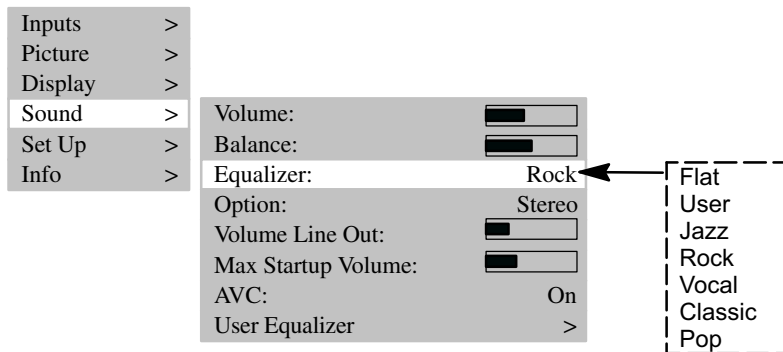 Inputs >
Picture >
Display >
Sound >
Set Up >
Info >
Volume:
Balance:
Equalizer: Rock
Option: Stereo
Volume Line Out:
Max Startup Volume:
AVC: On
User Equalizer >
Flat
User
Jazz
Rock
Vocal
Classic
Pop